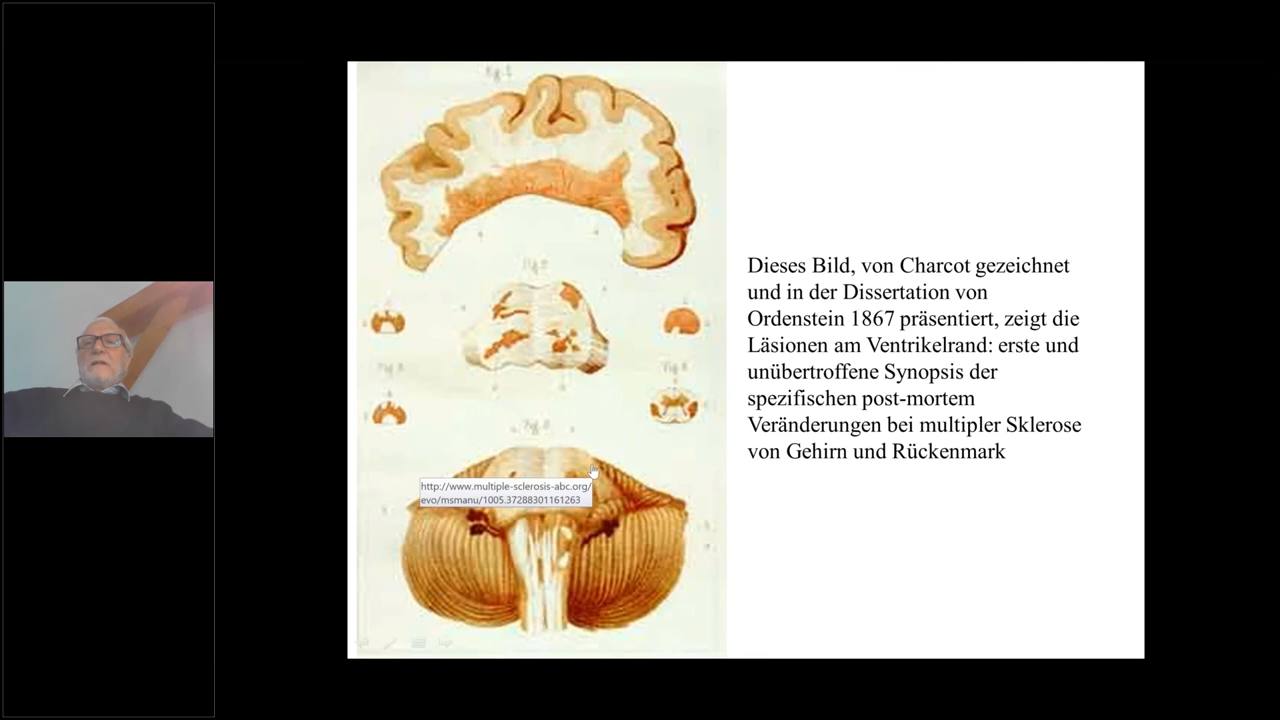 Dieses Bild, von Charcot gezeichnet
und in der Dissertation von
Ordenstein 1867 präsentiert, zeigt die
Läsionen am Ventrikelrand: erste und
unübertroffene Synopsis der
spezifischen post-mortem
Veränderungen bei multipler Sklerose
von Gehirn und Rückenmark
http://www.multiple-sclerosis-abc.org/
evo/msmanu/1005.37288301161263